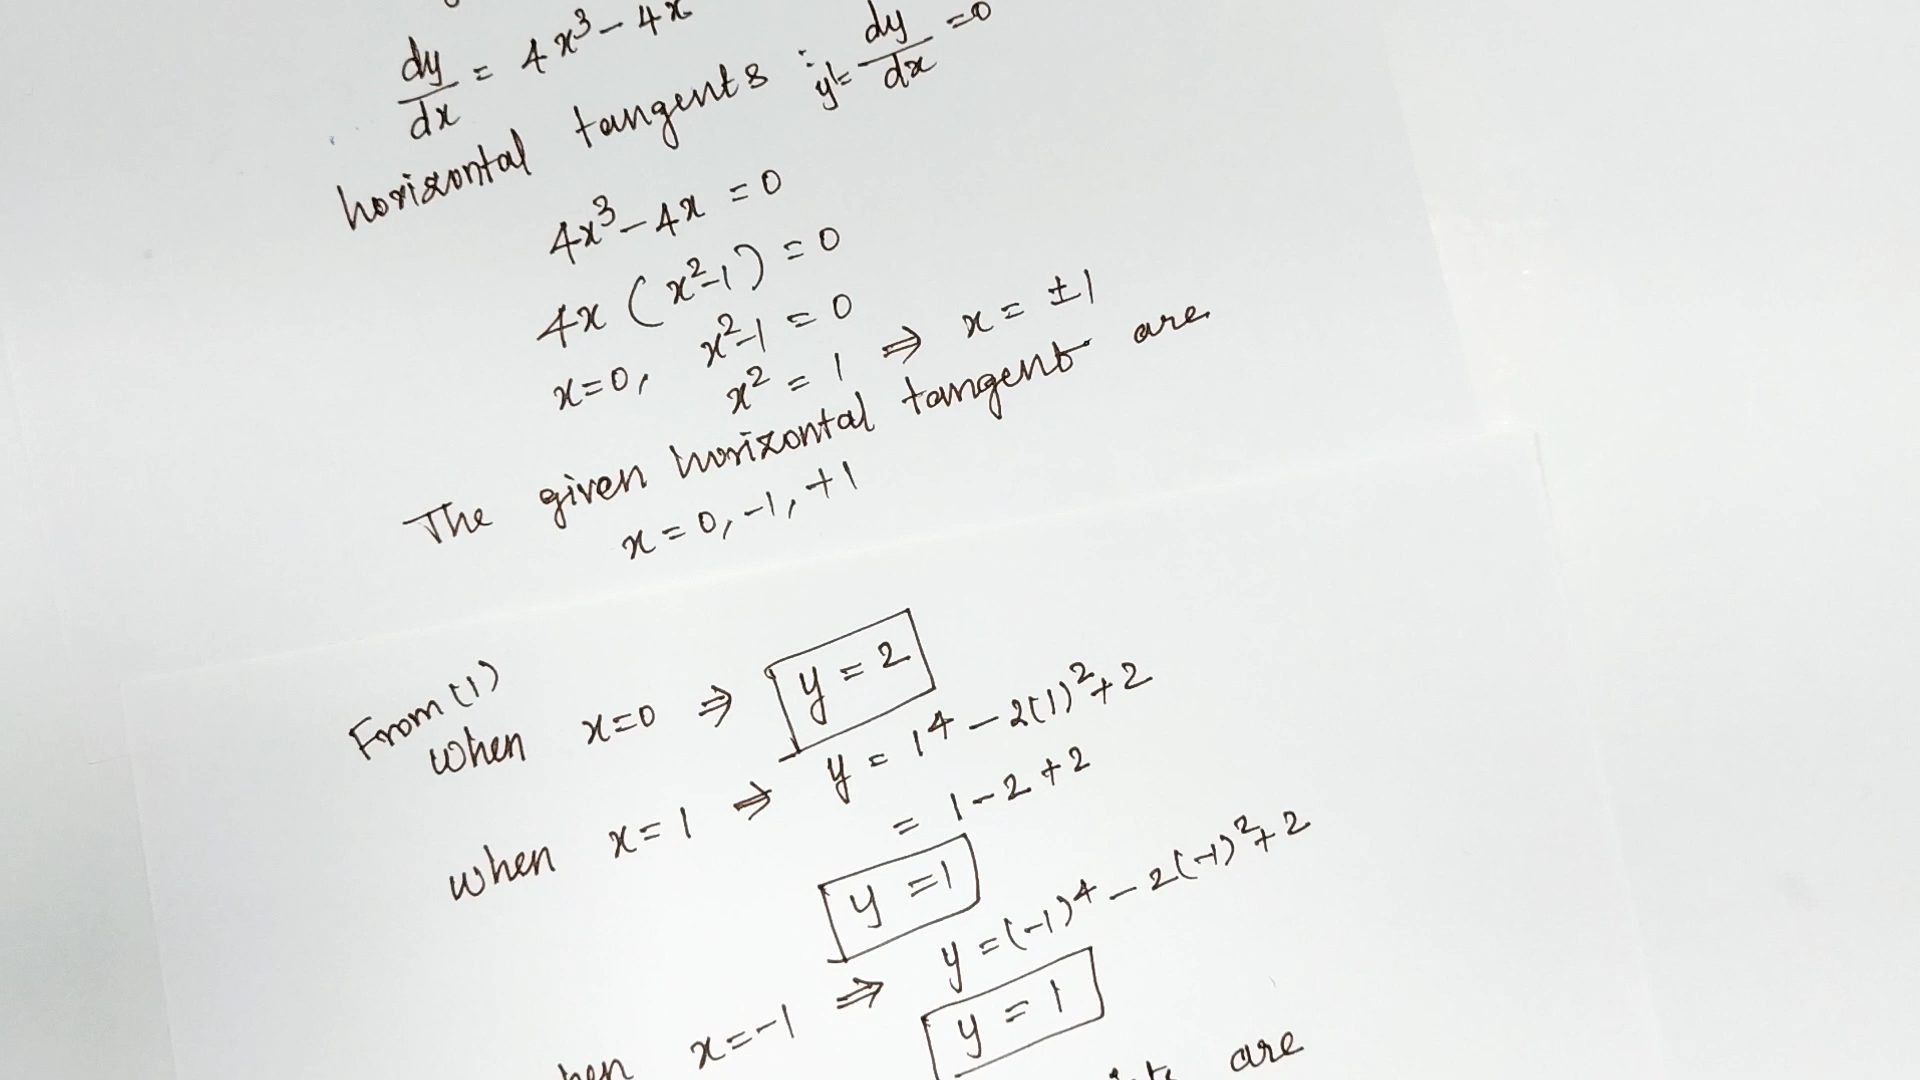 dy/dx = 4x³ - 4x
horizontal tangents : y' = dy/dx = 0
4x³ - 4x = 0
4x (x²-1) = 0
x=0, x²-1 = 0
x² = 1 ⇒ x = ±1
The given horizontal tangent are
x = 0, -1, +1
From (1)
when x=0 ⇒ y = 2
when x=1 ⇒ y = 1⁴ - 2(1)² + 2
= 1-2+2
y = 1
x=-1 ⇒ y = (-1)⁴ - 2(-1)² + 2
y = 1
are